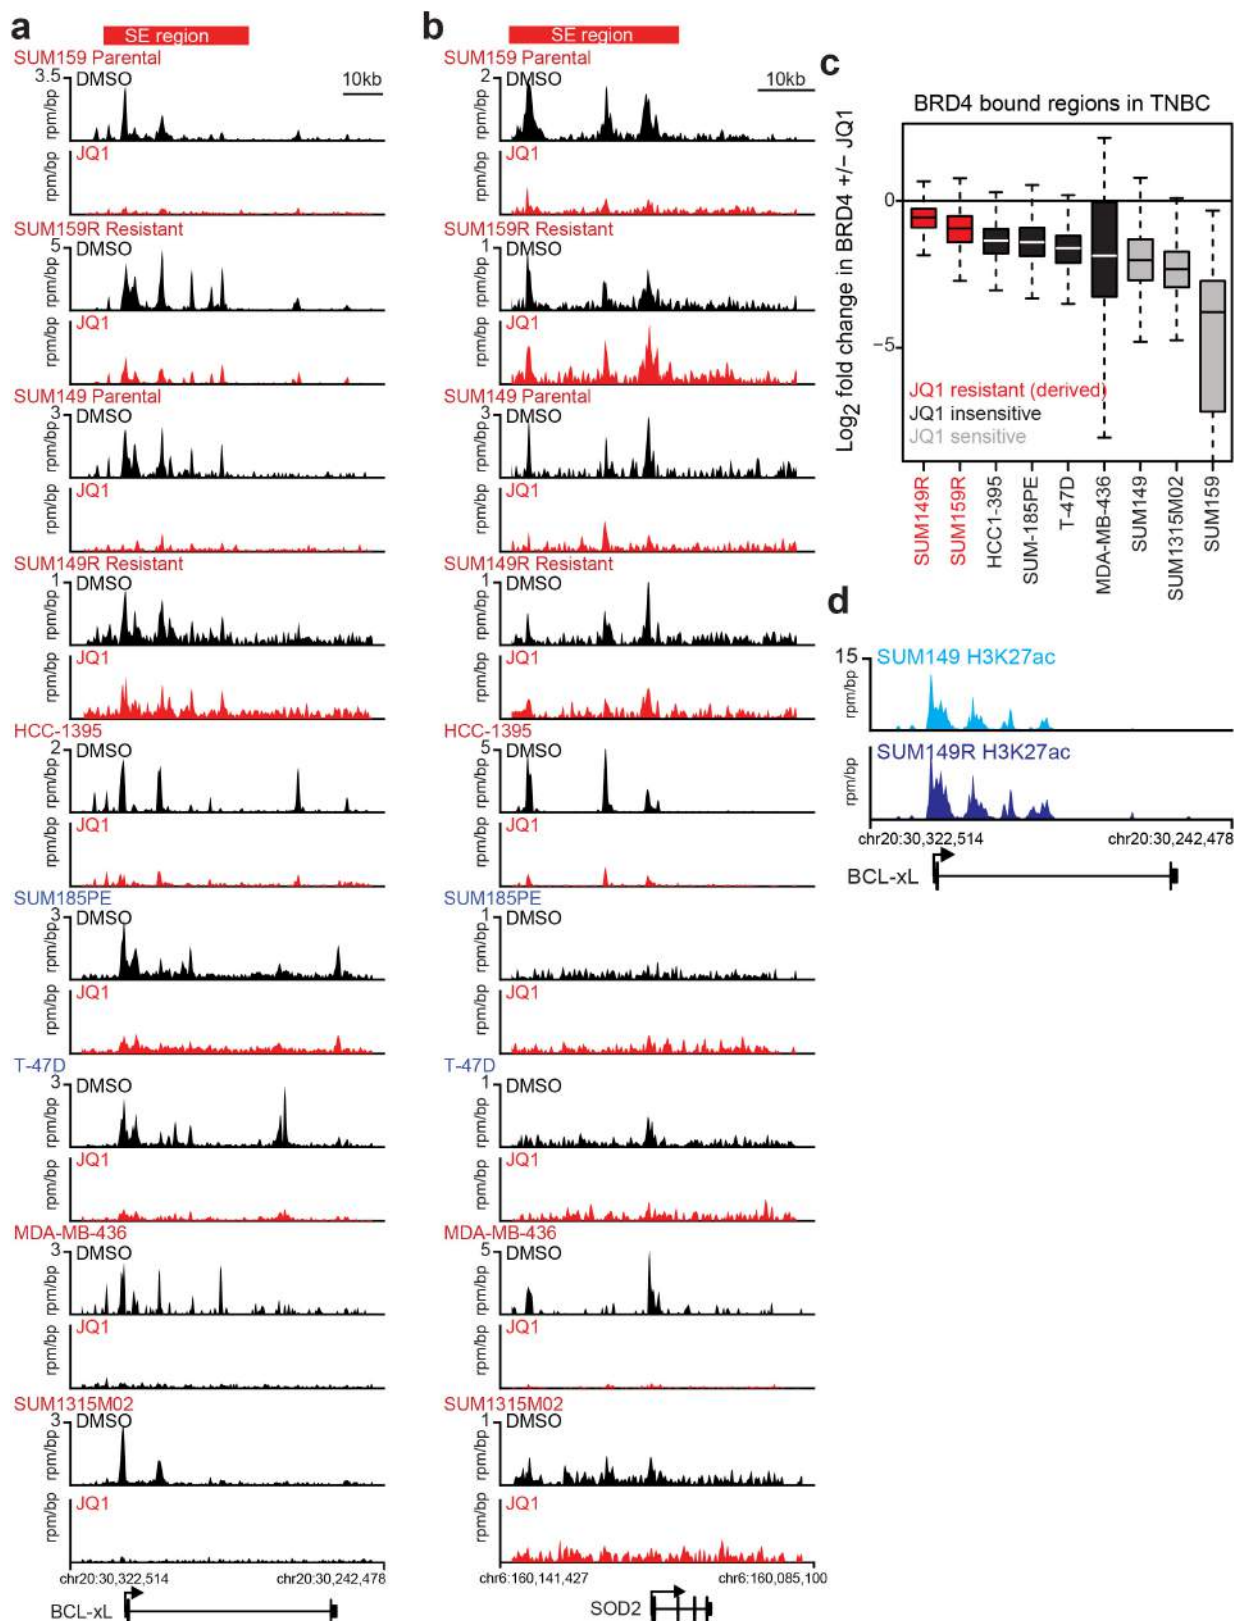 a
SE region
SUM159 Parental
3.5
DMSO
10kb
rpm/bp
JQ1
rpm/bp
SUM159R Resistant
5
DMSO
rpm/bp
JQ1
rpm/bp
SUM149 Parental
3
DMSO
rpm/bp
JQ1
rpm/bp
SUM149R Resistant
1
DMSO
rpm/bp
JQ1
rpm/bp
HCC-1395
2
DMSO
rpm/bp
JQ1
rpm/bp
SUM185PE
3
DMSO
rpm/bp
JQ1
rpm/bp
T-47D
3
DMSO
rpm/bp
JQ1
rpm/bp
MDA-MB-436
3
DMSO
rpm/bp
JQ1
rpm/bp
SUM1315M02
3
DMSO
rpm/bp
JQ1
rpm/bp
chr20:30,322,514 chr20:30,242,478
BCL-xL
b
SE region
SUM159 Parental
2
DMSO
10kb
rpm/bp
JQ1
rpm/bp
SUM159R Resistant
1
DMSO
rpm/bp
JQ1
rpm/bp
SUM149 Parental
3
DMSO
rpm/bp
JQ1
rpm/bp
SUM149R Resistant
1
DMSO
rpm/bp
JQ1
rpm/bp
HCC-1395
5
DMSO
rpm/bp
JQ1
rpm/bp
SUM185PE
1
DMSO
rpm/bp
JQ1
rpm/bp
T-47D
1
DMSO
rpm/bp
JQ1
rpm/bp
MDA-MB-436
5
DMSO
rpm/bp
JQ1
rpm/bp
SUM1315M02
1
DMSO
rpm/bp
JQ1
rpm/bp
chr6:160,141,427 chr6:160,085,100
SOD2
c
BRD4 bound regions in TNBC
Log2 fold change in BRD4 +/− JQ1
0
−5
JQ1 resistant (derived)
JQ1 insensitive
JQ1 sensitive
SUM149R
SUM159R
HCC1-395
SUM-185PE
T-47D
MDA-MB-436
SUM149
SUM1315M02
SUM159
d
15
SUM149 H3K27ac
rpm/bp
SUM149R H3K27ac
rpm/bp
chr20:30,322,514 chr20:30,242,478
BCL-xL